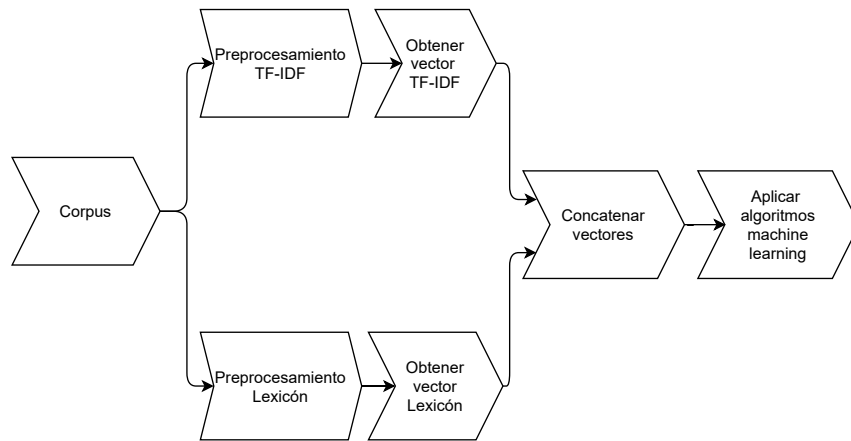 Preprocesamiento
TF-IDF
Obtener
vector
TF-IDF
Corpus
Concatenar
vectores
Aplicar
algoritmos
machine
learning
Preprocesamiento
Lexicón
Obtener
vector
Lexicón